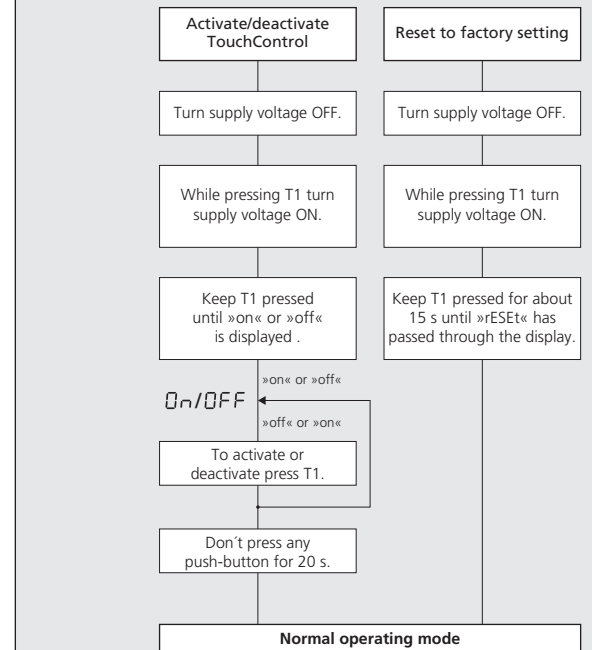 Activate/deactivate
TouchControl
Turn supply voltage OFF.
While pressing T1 turn
supply voltage ON.
Keep T1 pressed
until »on« or »off«
is displayed .
»on« or »off«
On/OFF
»off« or »on«
To activate or
deactivate press T1.
Don´t press any
push-button for 20 s.
Reset to factory setting
Turn supply voltage OFF.
While pressing T1 turn
supply voltage ON.
Keep T1 pressed for about
15 s until »rESEt« has
passed through the display.
Normal operating mode